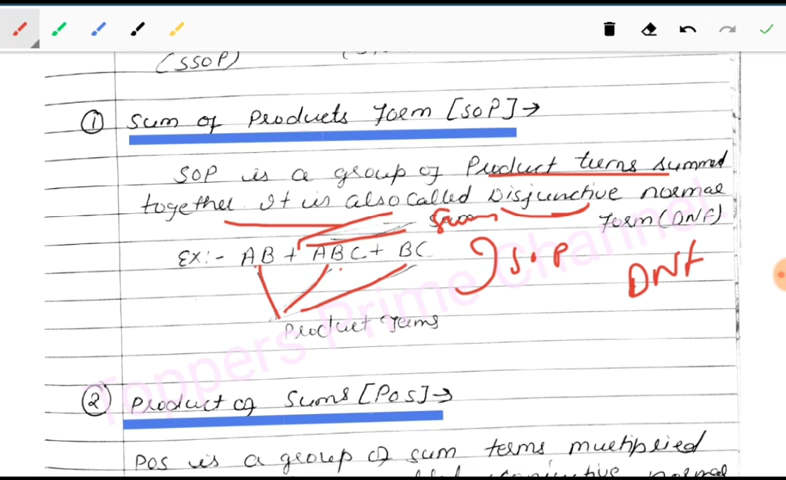 (SSOP)
① Sum of Products Form [SOP]→
SOP is a group of Product terms summed
together It is also called Disjunctive normal
Form (DNF)
Sum
Ex:- AB + ABC + BC
S.O.P
DNF
Product Terms
Toppers Prime Channel
② Product of Sums [POS]→
POS is a group of sum terms multiplied
normal